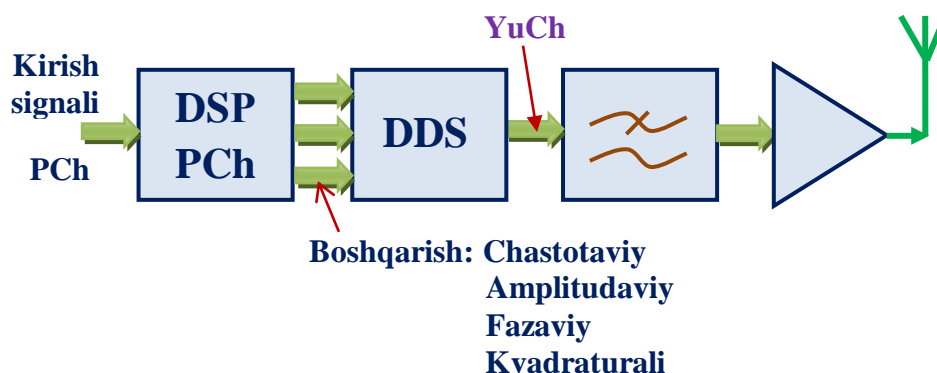 YuCh
Kirish
signali
PCh
DSP
PCh
DDS
Boshqarish: Chastotaviy
Amplitudaviy
Fazaviy
Kvadraturali